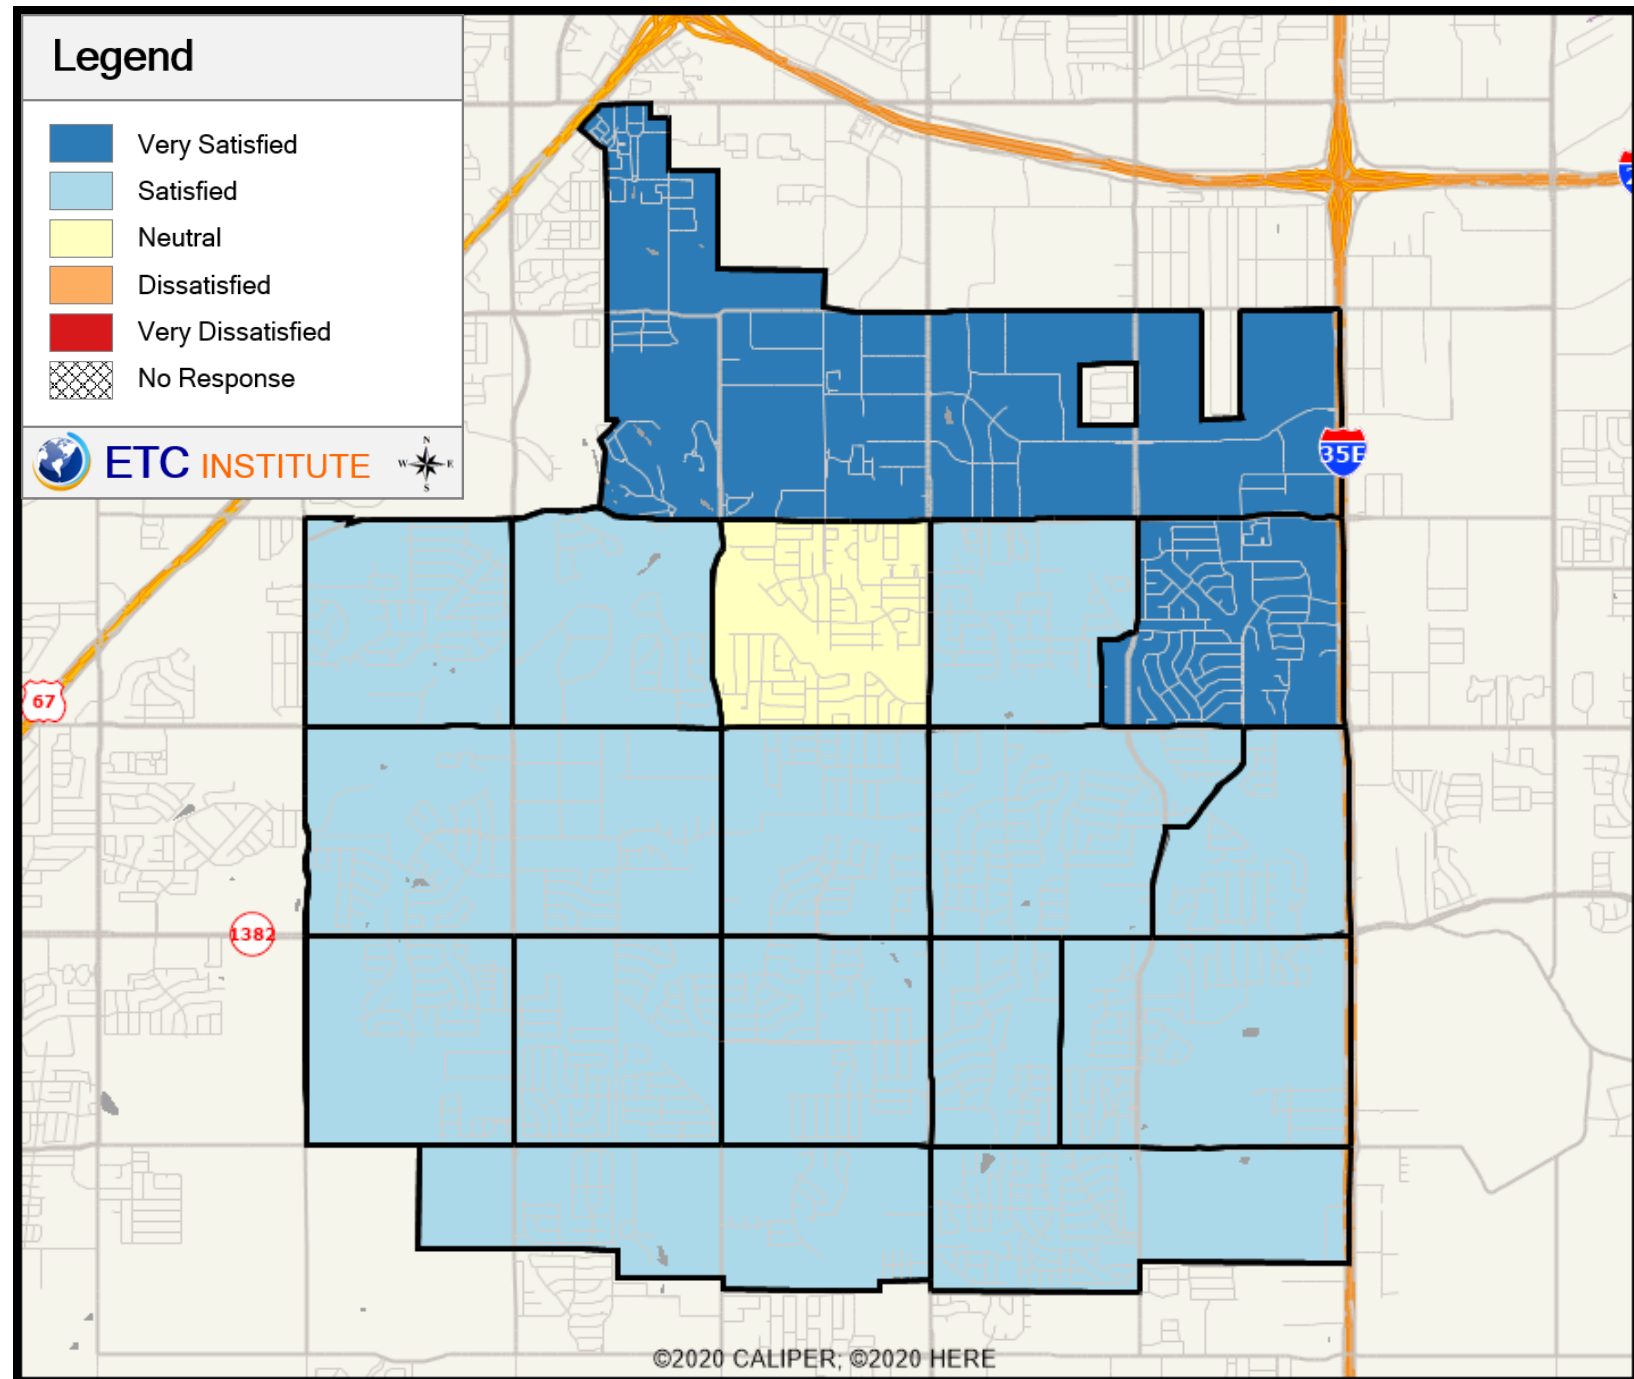 Legend
Very Satisfied
Satisfied
Neutral
Dissatisfied
Very Dissatisfied
No Response
ETC INSTITUTE
N
W E
S
35E
67
1382
©2020 CALIPER; ©2020 HERE